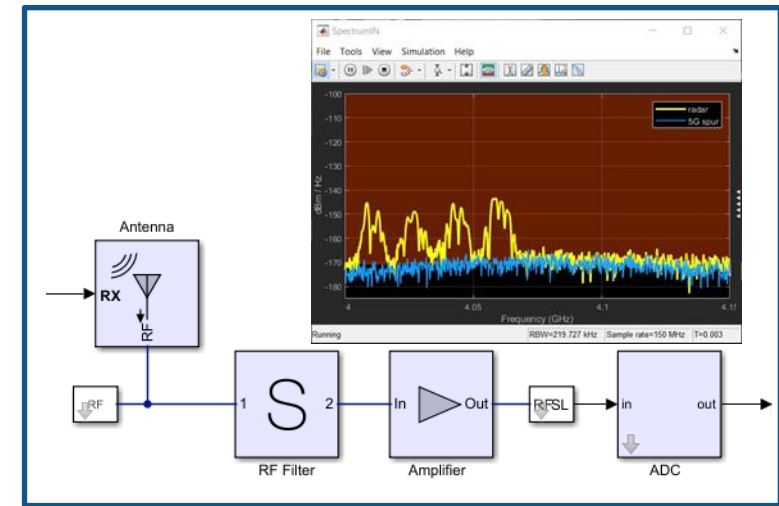 SpectrumIN
File Tools View Simulation Help
-100
-110
-120
-130
-140
-150
-160
-170
-180
dBm / Hz
radar
5G spur
4
4.05
4.1
4.15
Frequency (GHz)
Running
RBW=219.727 kHz Sample rate=150 MHz T=0.003
Antenna
RX
RF
RF
1
S
2
RF Filter
In
Out
Amplifier
RFSL
in
out
ADC